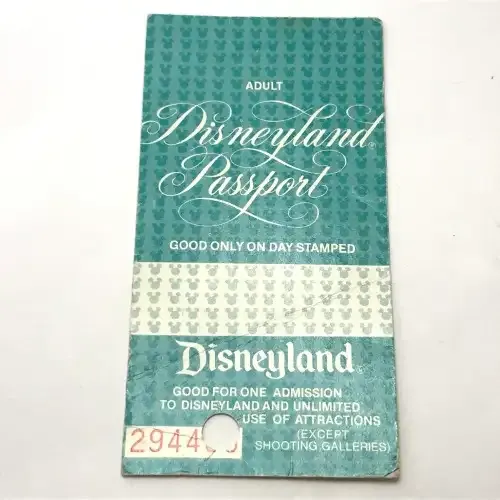 ADULT
Disneyland®
Passport
GOOD ONLY ON DAY STAMPED
Disneyland®
GOOD FOR ONE ADMISSION
TO DISNEYLAND AND UNLIMITED
USE OF ATTRACTIONS
(EXCEPT
SHOOTING GALLERIES)